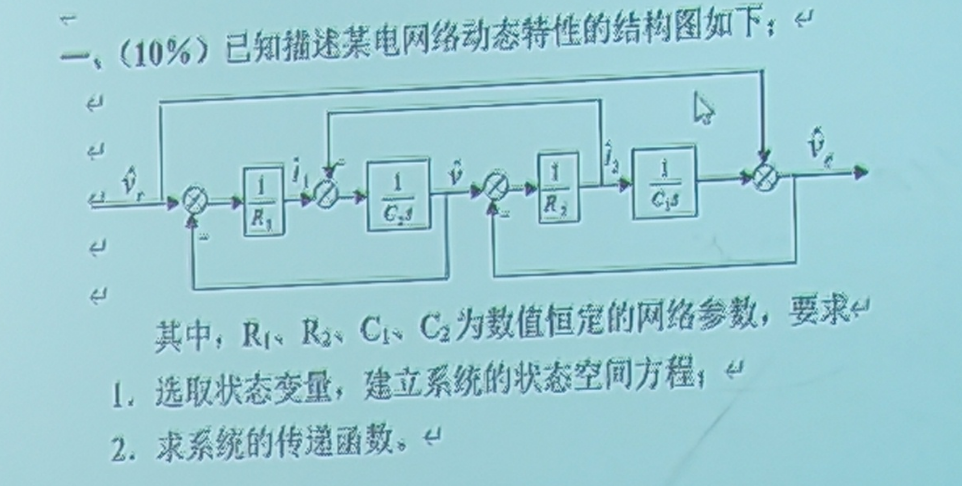 一、(10%)已知描述某电网络动态特性的结构图如下;
v̂r 1/R1 i1 1/C2s v̂ 1/R2 i2 1/C1s v̂c
- - -
其中,R1、R2、C1、C2为数值恒定的网络参数,要求
1. 选取状态变量,建立系统的状态空间方程;
2. 求系统的传递函数。